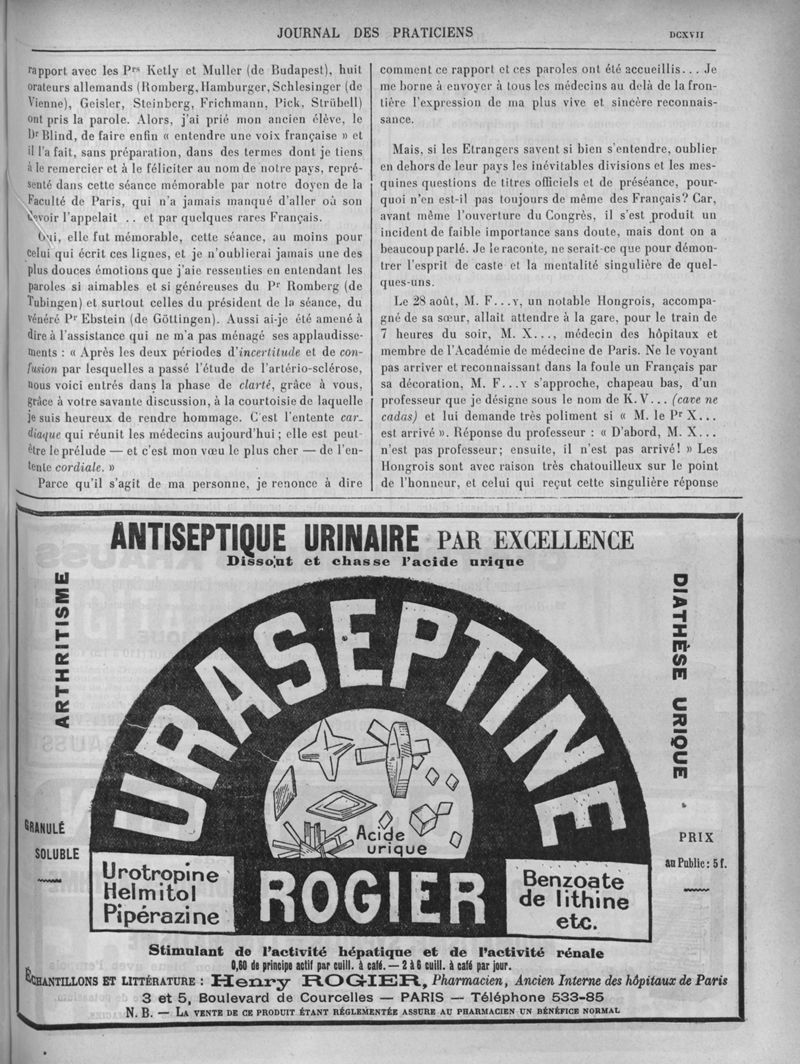 JOURNAL DES PRATICIENS
DCXVII
rapport avec les Prs Ketly et Muller (de Budapest), huit
orateurs allemands (Romberg, Hamburger, Schlesinger (de
Vienne), Geisler, Steinberg, Frichmann, Pick, Strübell)
ont pris la parole. Alors, j'ai prié mon ancien élève, le
Dr Blind, de faire enfin « entendre une voix française » et
il l'a fait, sans préparation, dans des termes dont je tiens
à le remercier et à le féliciter au nom de notre pays, repré-
senté dans cette séance mémorable par notre doyen de la
Faculté de Paris, qui n'a jamais manqué d'aller où son
devoir l'appelait .. et par quelques rares Français.
Oui, elle fut mémorable, cette séance, au moins pour
celui qui écrit ces lignes, et je n'oublierai jamais une des
plus douces émotions que j'aie ressenties en entendant les
paroles si aimables et si généreuses du Pr Romberg (de
Tubingen) et surtout celles du président de la séance, du
vénéré Pr Ebstein (de Göttingen). Aussi ai-je été amené à
dire à l'assistance qui ne m'a pas ménagé ses applaudisse-
ments : « Après les deux périodes d'incertitude et de con-
fusion par lesquelles a passé l'étude de l'artério-sclérose,
nous voici entrés dans la phase de clarté, grâce à vous,
grâce à votre savante discussion, à la courtoisie de laquelle
je suis heureux de rendre hommage. C'est l'entente car-
diaque qui réunit les médecins aujourd'hui ; elle est peut-
être le prélude — et c'est mon vœu le plus cher — de l'en-
tente cordiale. »
Parce qu'il s'agit de ma personne, je renonce à dire
comment ce rapport et ces paroles ont été accueillis... Je
me borne à envoyer à tous les médecins au delà de la fron-
tière l'expression de ma plus vive et sincère reconnais-
sance.
Mais, si les Etrangers savent si bien s'entendre, oublier
en dehors de leur pays les inévitables divisions et les mes-
quines questions de titres officiels et de préséance, pour-
quoi n'en est-il pas toujours de même des Français? Car,
avant même l'ouverture du Congrès, il s'est produit un
incident de faible importance sans doute, mais dont on a
beaucoup parlé. Je le raconte, ne serait-ce que pour démon-
trer l'esprit de caste et la mentalité singulière de quel-
ques-uns.
Le 28 août, M. F...y, un notable Hongrois, accompa-
gné de sa sœur, allait attendre à la gare, pour le train de
7 heures du soir, M. X..., médecin des hôpitaux et
membre de l'Académie de médecine de Paris. Ne le voyant
pas arriver et reconnaissant dans la foule un Français par
sa décoration, M. F...y s'approche, chapeau bas, d'un
professeur que je désigne sous le nom de K. V... (cave ne
cadas) et lui demande très poliment si « M. le Pr X...
est arrivé ». Réponse du professeur : « D'abord, M. X...
n'est pas professeur; ensuite, il n'est pas arrivé! » Les
Hongrois sont avec raison très chatouilleux sur le point
de l'honneur, et celui qui reçut cette singulière réponse
ANTISEPTIQUE URINAIRE PAR EXCELLENCE
Dissout et chasse l'acide urique
ARTHRITISME
DIATHÈSE URIQUE
URASEPTINE
Acide
urique
GRANULÉ
SOLUBLE
PRIX
au Public : 5 f.
Urotropine
Helmitol
Pipérazine
ROGIER
Benzoate
de lithine
etc.
Stimulant de l'activité hépatique et de l'activité rénale
0,60 de principe actif par cuill. à café. — 2 à 6 cuill. à café par jour.
ÉCHANTILLONS ET LITTÉRATURE : Henry ROGIER, Pharmacien, Ancien Interne des hôpitaux de Paris
3 et 5, Boulevard de Courcelles — PARIS — Téléphone 533-85
N. B. — LA VENTE DE CE PRODUIT ÉTANT RÉGLEMENTÉE ASSURE AU PHARMACIEN UN BÉNÉFICE NORMAL